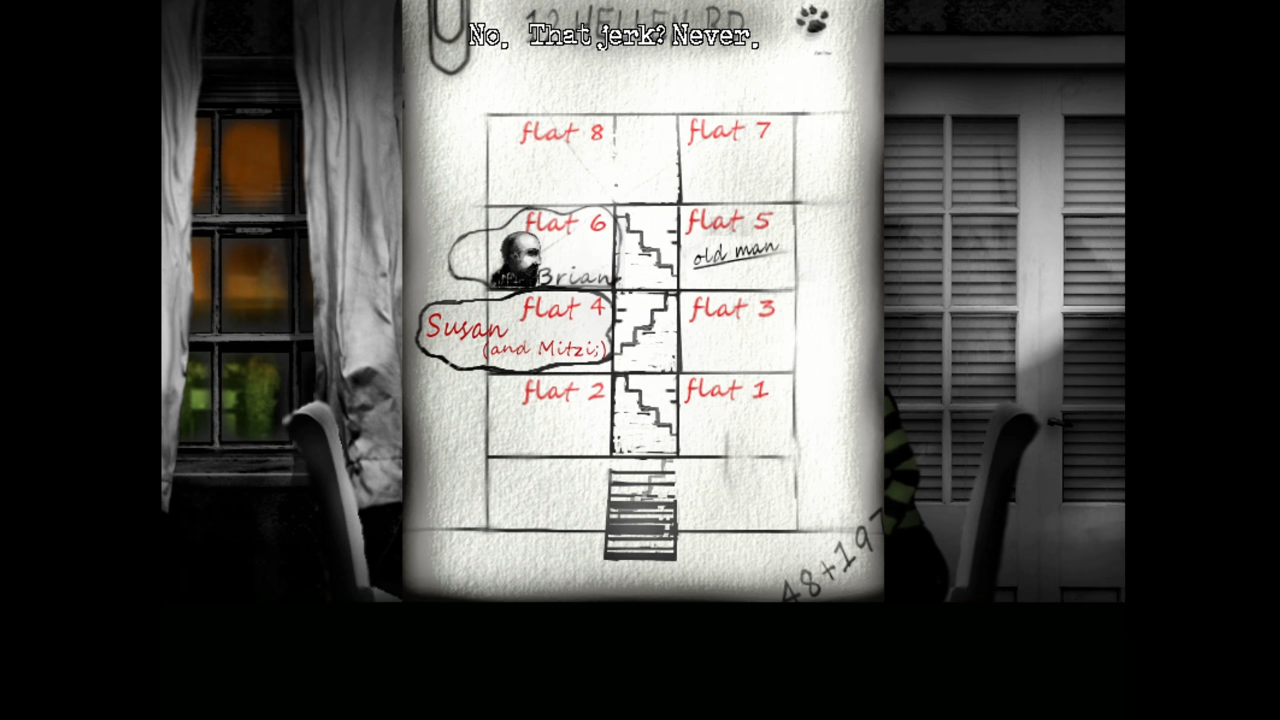 No. That jerk? Never.
flat 8
flat 7
flat 6
flat 5
old man
Brian
flat 4
flat 3
Susan
(and Mitzi;)
flat 2
flat 1
48+197